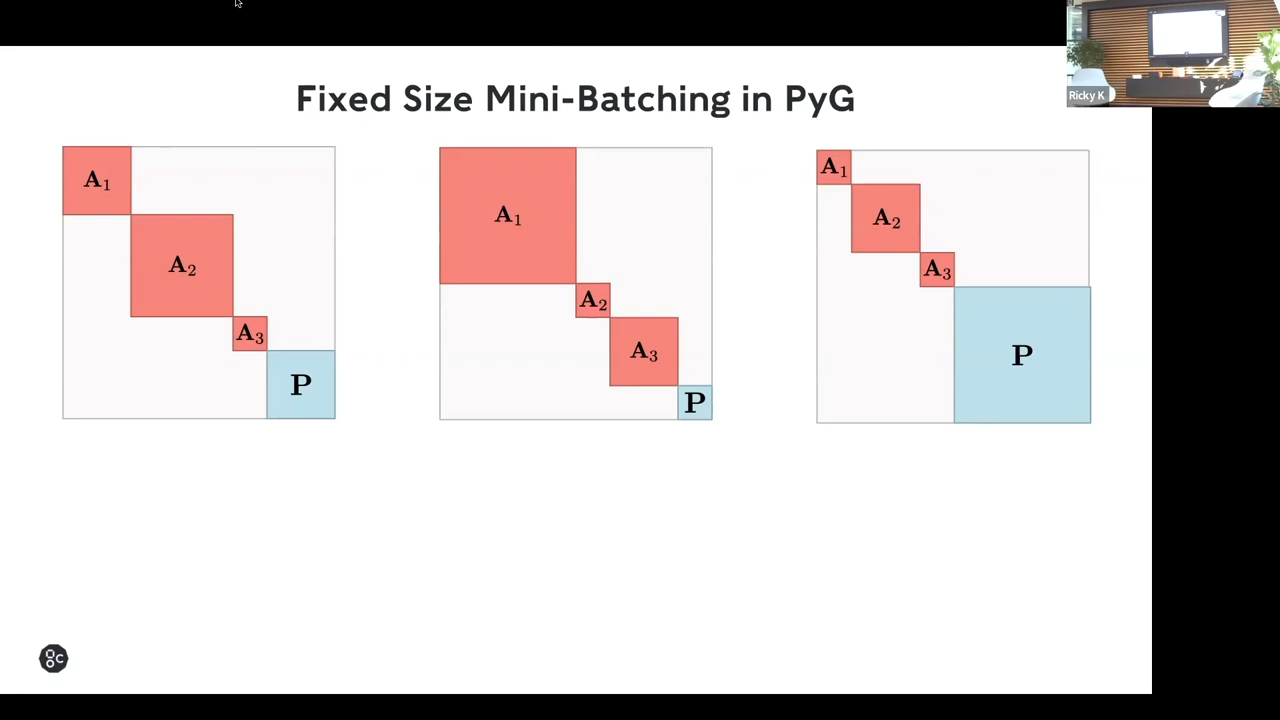 Fixed Size Mini-Batching in PyG
Ricky K
A₁
A₂
A₃
P
A₁
A₂
A₃
P
A₁
A₂
A₃
P